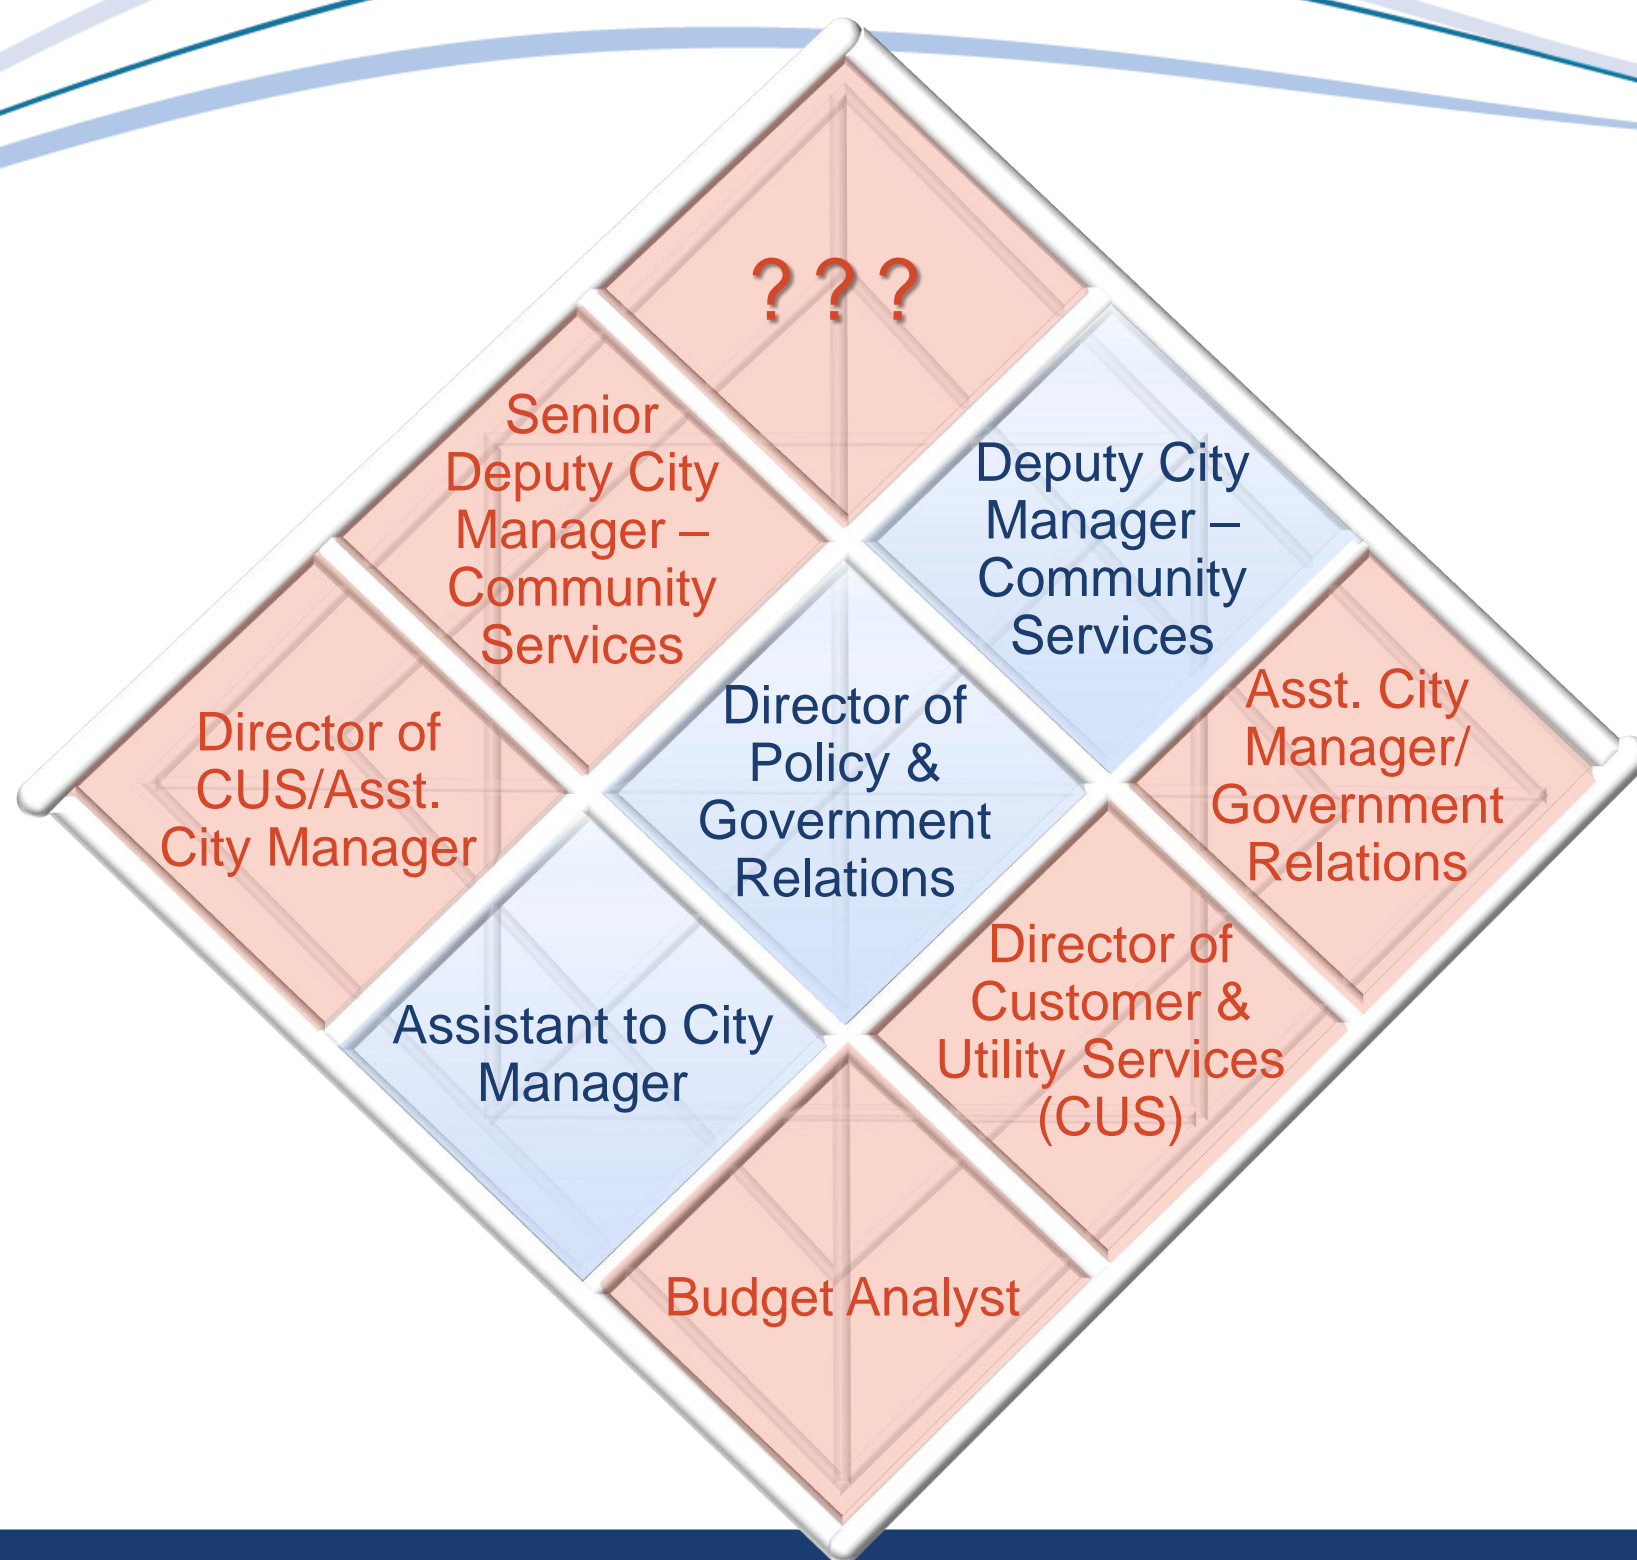 ? ? ?
Senior
Deputy City
Manager –
Community
Services
Deputy City
Manager –
Community
Services
Director of
CUS/Asst.
City Manager
Director of
Policy &
Government
Relations
Asst. City
Manager/
Government
Relations
Assistant to City
Manager
Director of
Customer &
Utility Services
(CUS)
Budget Analyst